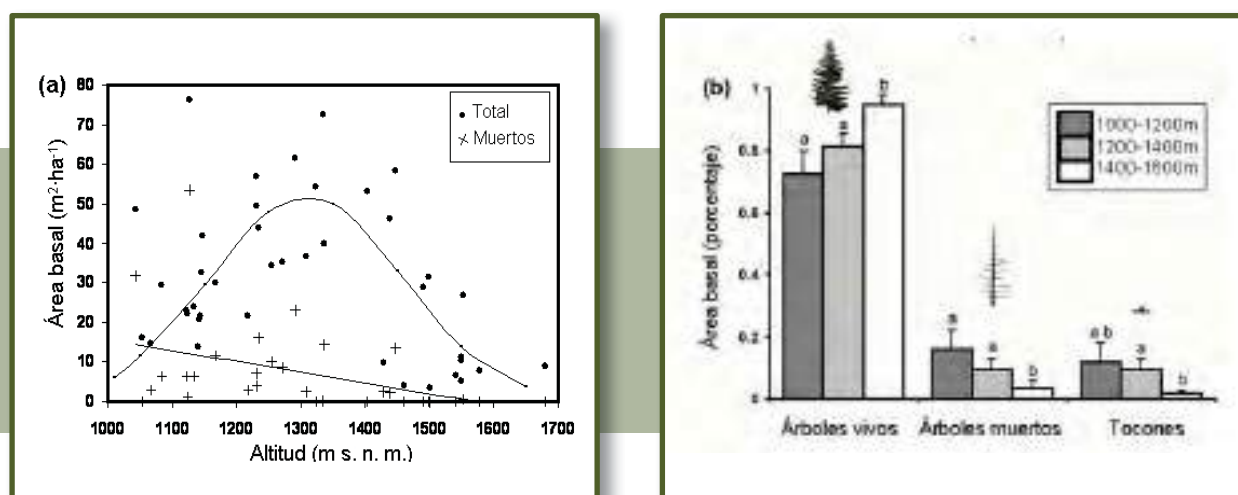 (a)
80
70
60
50
40
30
20
10
0
Área basal (m²·ha⁻¹)
Total
Muertos
1000 1100 1200 1300 1400 1500 1600 1700
Altitud (m s. n. m.)
(b)
1
0.8
0.6
0.4
0.2
0
Área basal (porcentaje)
1000-1200m
1200-1400m
1400-1600m
a a b
a a b
a b a b
Árboles vivos Árboles muertos Tocones